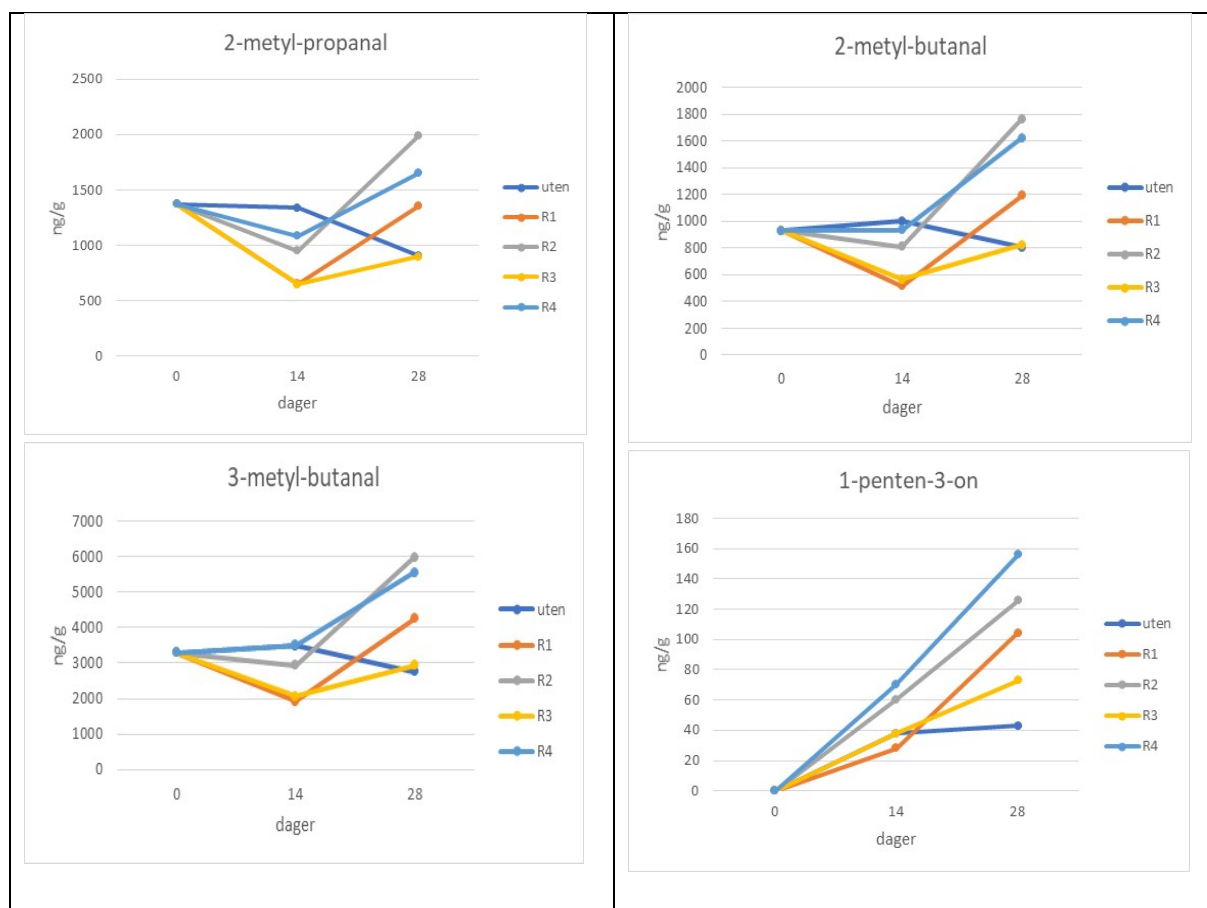 2-metyl-propanal
2500
2000
1500
1000
500
0
ng/g
0 14 28
dager
uten
R1
R2
R3
R4
2-metyl-butanal
2000
1800
1600
1400
1200
1000
800
600
400
200
0
ng/g
0 14 28
dager
uten
R1
R2
R3
R4
3-metyl-butanal
7000
6000
5000
4000
3000
2000
1000
0
ng/g
0 14 28
dager
uten
R1
R2
R3
R4
1-penten-3-on
180
160
140
120
100
80
60
40
20
0
ng/g
0 14 28
dager
uten
R1
R2
R3
R4